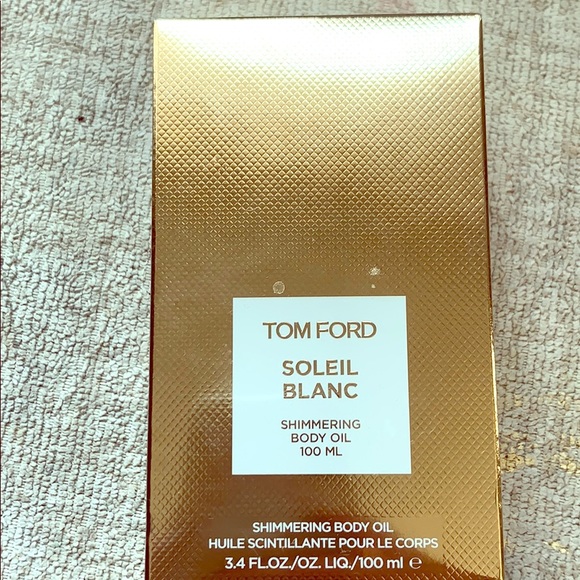 TOM FORD
SOLEIL
BLANC
SHIMMERING
BODY OIL
100 ML
SHIMMERING BODY OIL
HUILE SCINTILLANTE POUR LE CORPS
3.4 FL.OZ./OZ. LIQ./100 ml ℮